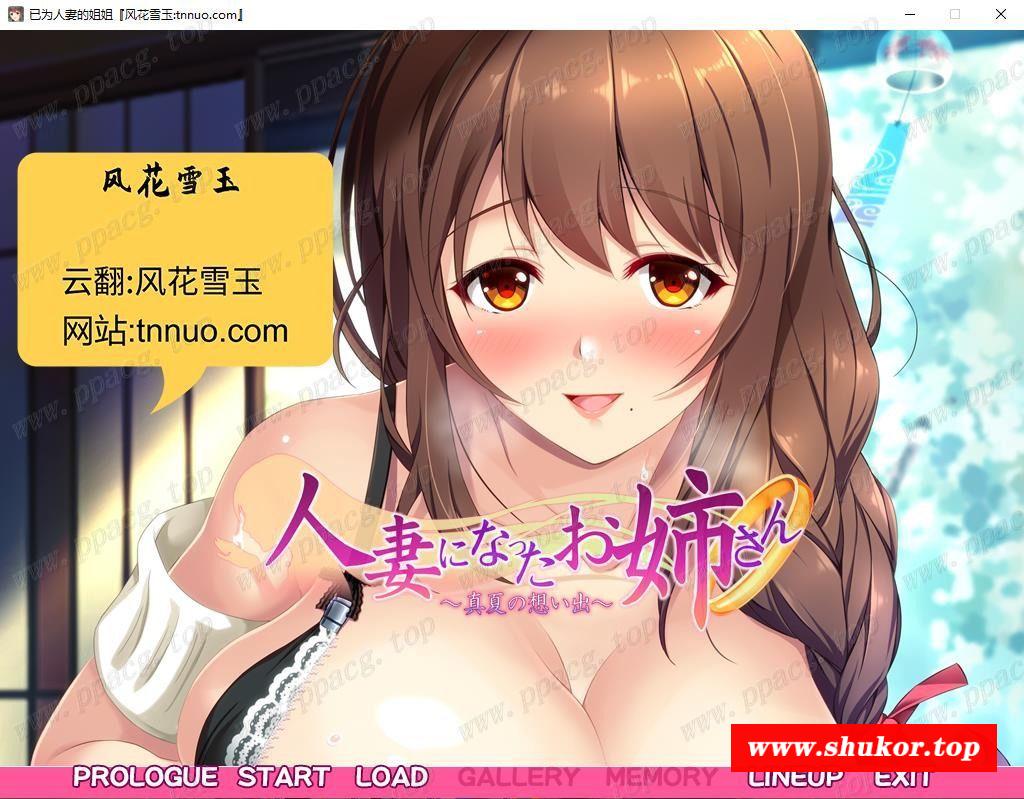 已为人妻的姐姐『风花雪玉:tnnuo.com』
风花雪玉
云翻:风花雪玉
网站:tnnuo.com
人妻になったお姉さん
～真夏の想い出～
www.shukor.top
PROLOGUE START LOAD GALLERY MEMORY LINEUP EXIT
www.ppacg.top